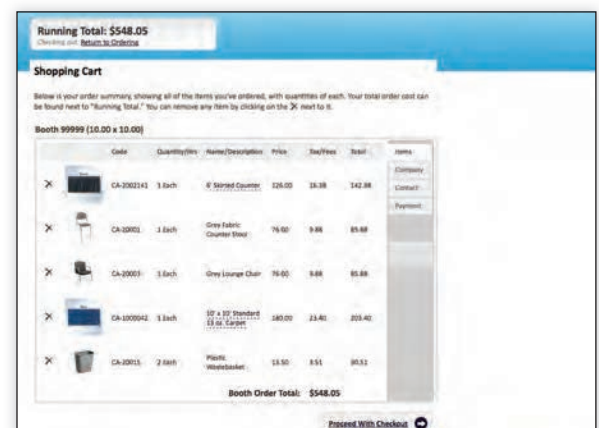 Running Total: $548.05
Checking out Return to Ordering
Shopping Cart
Below is your order summary, showing all of the items you've ordered, with quantities of each. Your total order cost can
be found next to "Running Total." You can remove any item by clicking on the X next to it.
Booth 99999 (10.00 x 10.00)
Code Quantity/Hrs Name/Description Price Tax/Fees Total Items
Company
Contact
Payment
CA-2002141 1 Each 6' Skirted Counter 126.00 16.38 142.38
CA-20001 1 Each Grey Fabric
Counter Stool 76.00 9.88 85.88
CA-20003 1 Each Grey Lounge Chair 76.00 9.88 85.88
CA-1000042 1 Each 10' x 10' Standard
13 oz. Carpet 180.00 23.40 203.40
CA-20015 2 Each Plastic
Wastebasket 13.50 3.51 30.51
Booth Order Total: $548.05
Proceed With Checkout